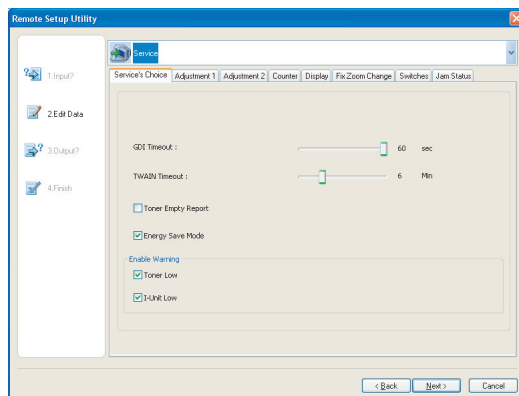 Remote Setup Utility
Service
1.Input?
2.Edit Data
3.Output?
4.Finish
Service's Choice Adjustment 1 Adjustment 2 Counter Display Fix Zoom Change Switches Jam Status
GDI Timeout : 60 sec
TWAIN Timeout : 6 Min
Toner Empty Report
Energy Save Mode
Enable Warning
Toner Low
I-Unit Low
< Back Next > Cancel